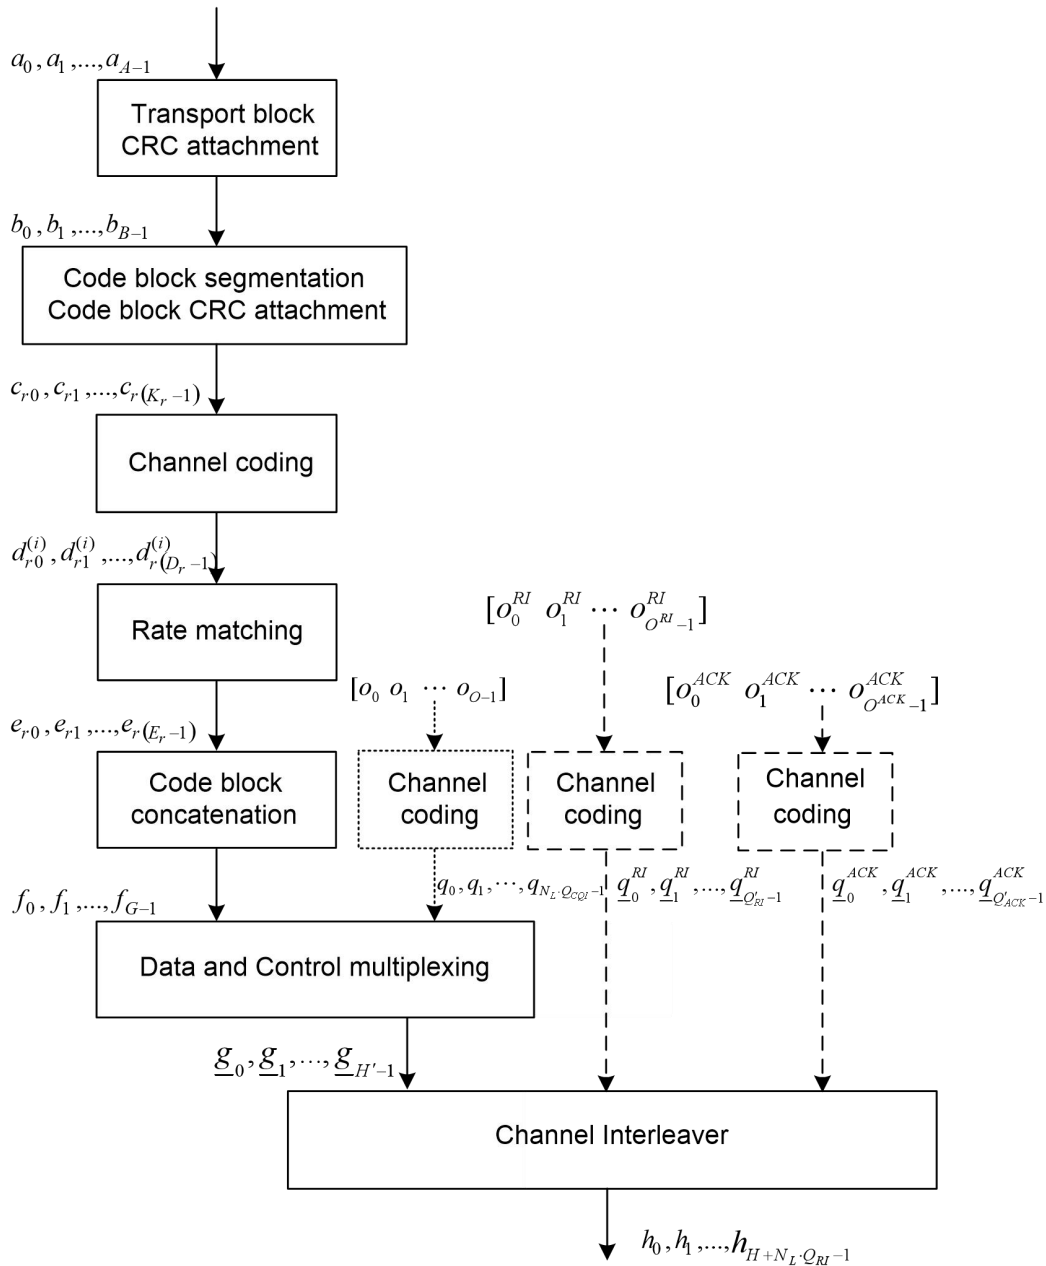 a_0, a_1, ..., a_{A-1}
Transport block
CRC attachment
b_0, b_1, ..., b_{B-1}
Code block segmentation
Code block CRC attachment
c_{r0}, c_{r1}, ..., c_{r(K_r-1)}
Channel coding
d_{r0}^{(i)}, d_{r1}^{(i)}, ..., d_{r(D_r-1)}^{(i)}
Rate matching
[o_0^{RI} o_1^{RI} ⋯ o_{O^{RI}-1}^{RI}]
[o_0 o_1 ⋯ o_{O-1}]
[o_0^{ACK} o_1^{ACK} ⋯ o_{O^{ACK}-1}^{ACK}]
e_{r0}, e_{r1}, ..., e_{r(E_r-1)}
Code block
concatenation
Channel
coding
Channel
coding
Channel
coding
f_0, f_1, ..., f_{G-1}
q_0, q_1, ⋯, q_{N_L·Q_{CQI}-1}
q_0^{RI}, q_1^{RI}, ..., q_{Q'_{RI}-1}^{RI}
q_0^{ACK}, q_1^{ACK}, ..., q_{Q'_{ACK}-1}^{ACK}
Data and Control multiplexing
g_0, g_1, ⋯, g_{H'-1}
Channel Interleaver
h_0, h_1, ..., h_{H+N_L·Q_{RI}-1}